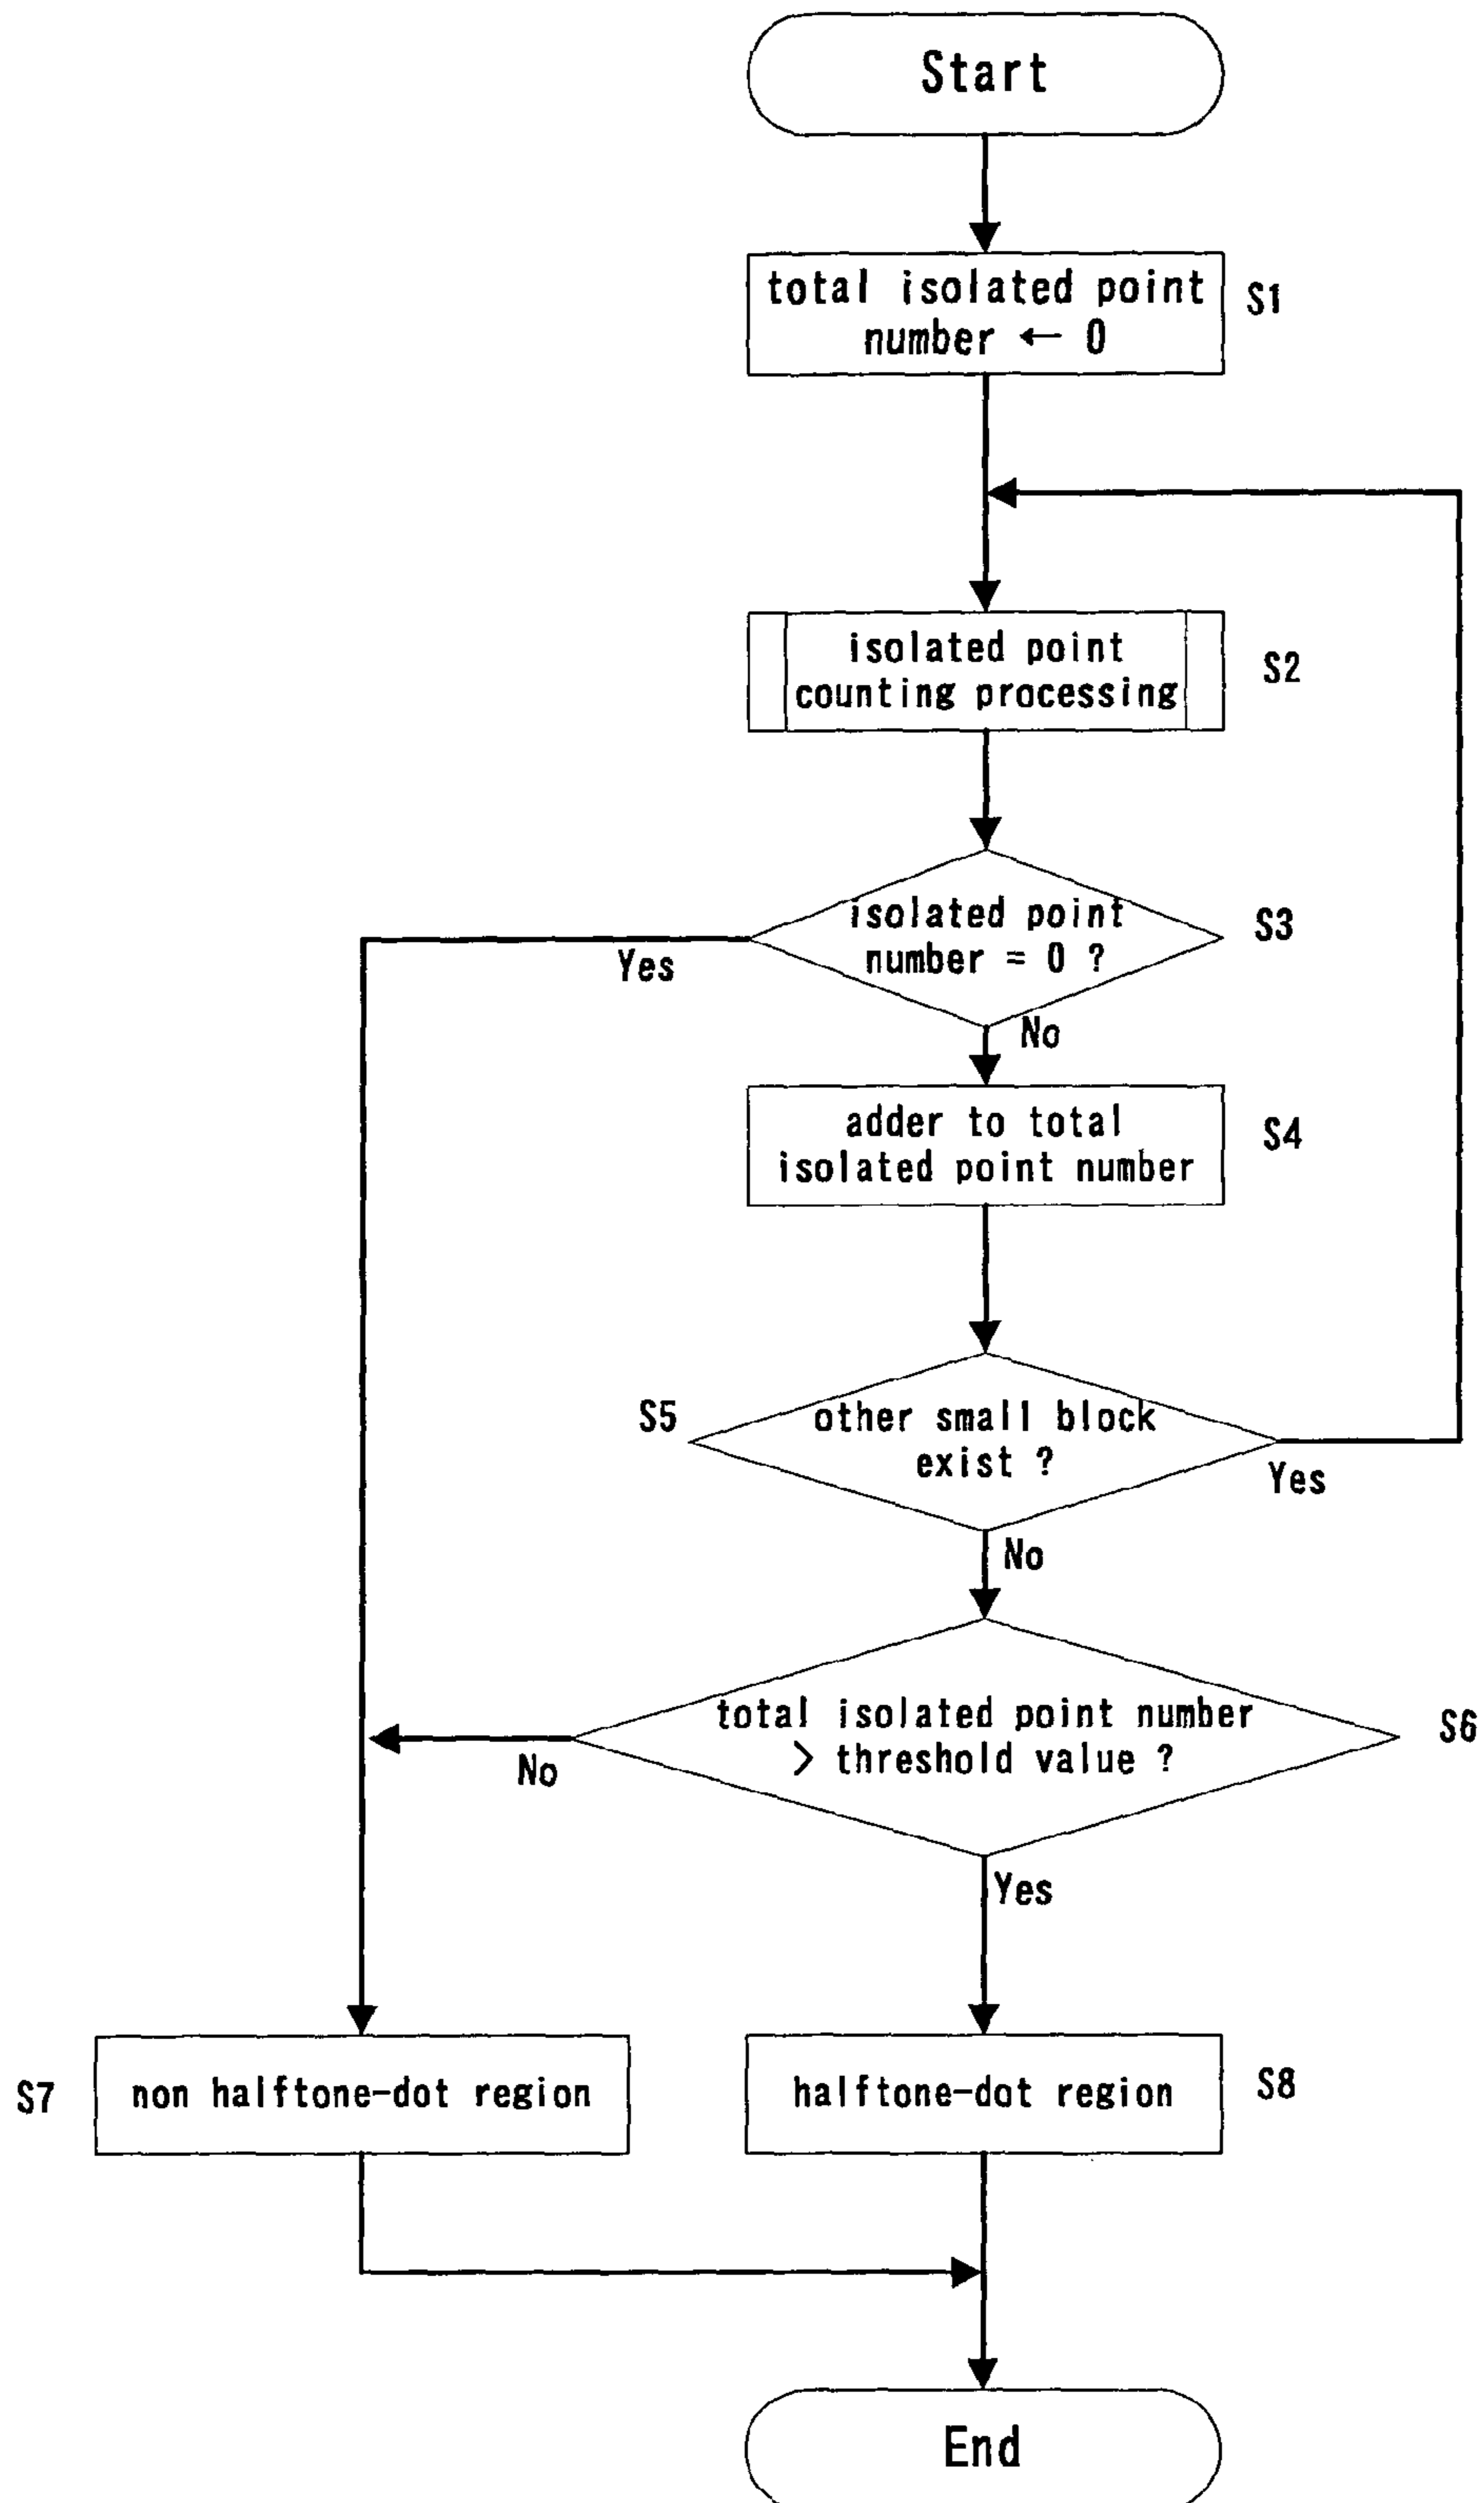 Start
total isolated point
number ← 0
S1
isolated point
counting processing
S2
isolated point
number = 0 ?
S3
Yes
No
adder to total
isolated point number
S4
S5
other small block
exist ?
Yes
No
total isolated point number
> threshold value ?
S6
No
Yes
S7
non halftone-dot region
halftone-dot region
S8
End